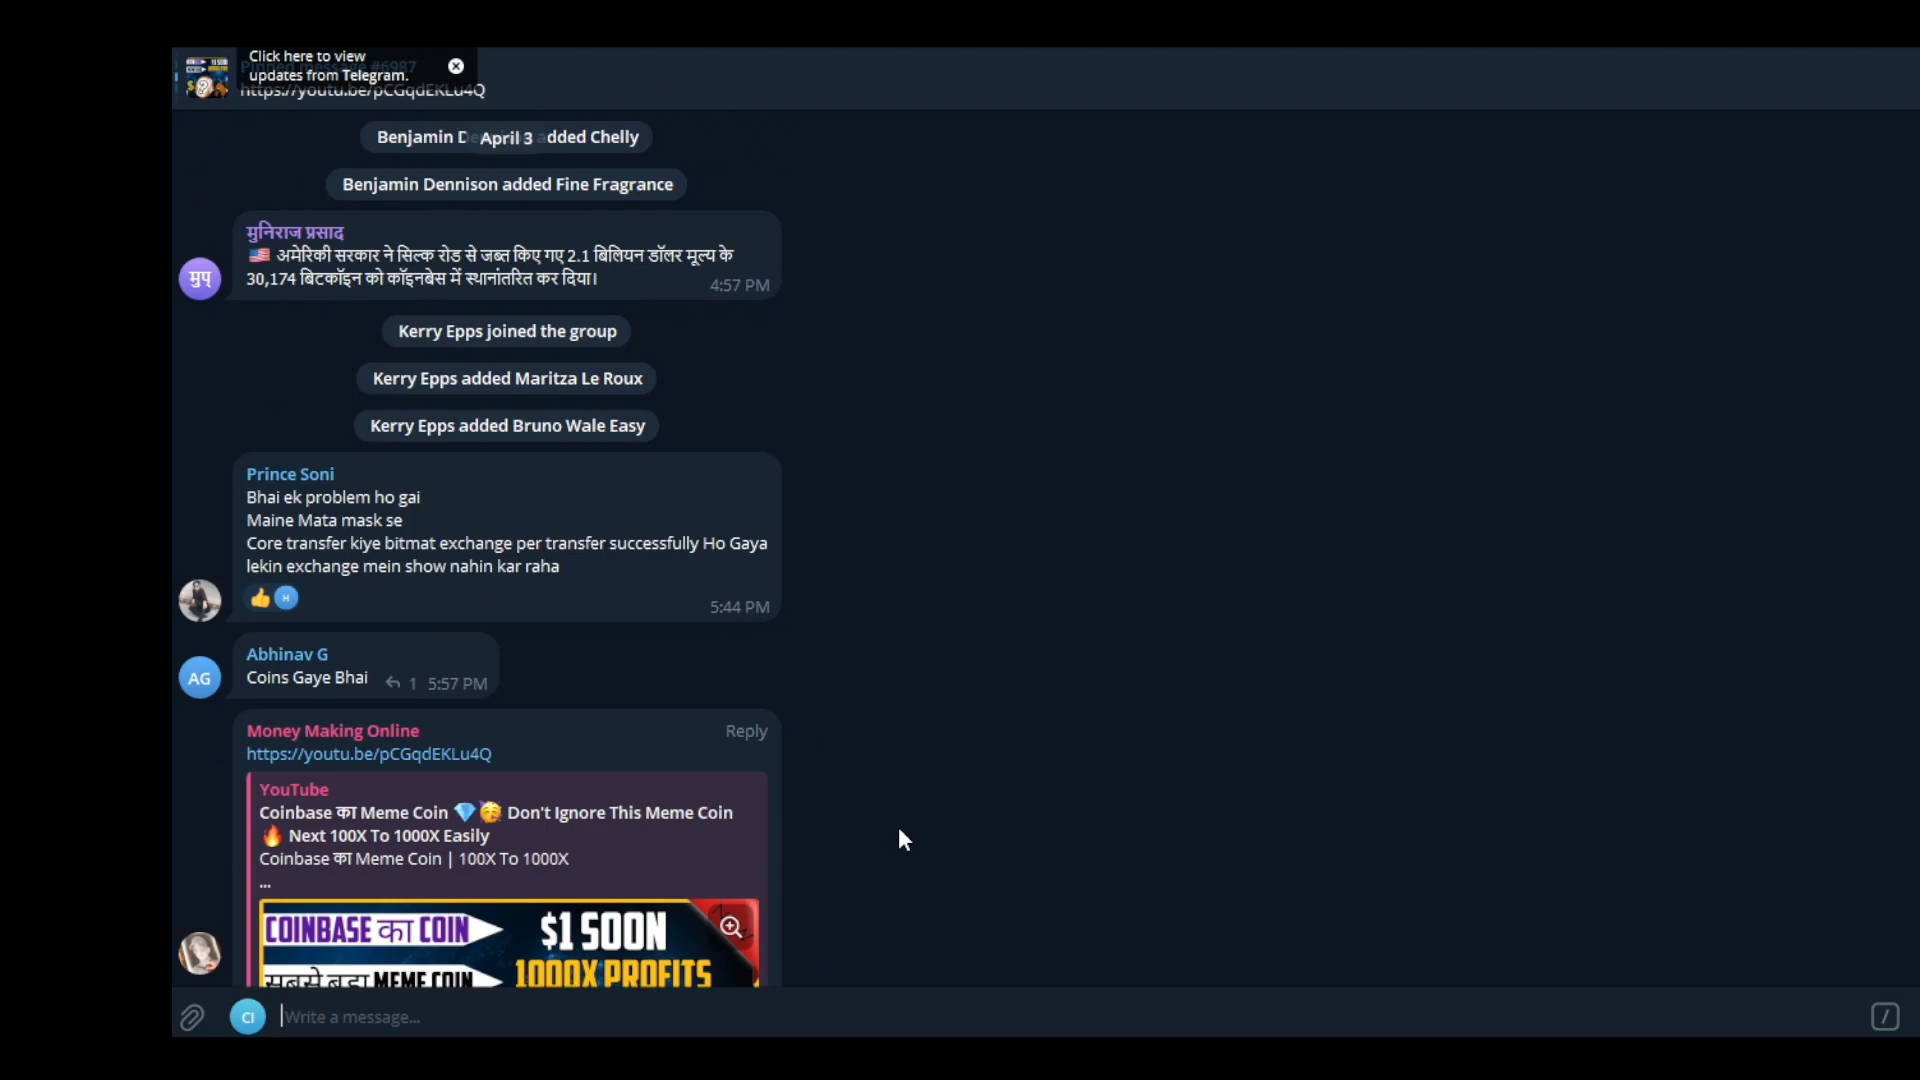 Click here to view
updates from Telegram.
Pinned message #6987
https://youtu.be/pCGqdEKLu4Q
Benjamin D April 3 added Chelly
Benjamin Dennison added Fine Fragrance
मुनिराज प्रसाद
🇺🇸 अमेरिकी सरकार ने सिल्क रोड से जब्त किए गए 2.1 बिलियन डॉलर मूल्य के
30,174 बिटकॉइन को कॉइनबेस में स्थानांतरित कर दिया।
मुप्
4:57 PM
Kerry Epps joined the group
Kerry Epps added Maritza Le Roux
Kerry Epps added Bruno Wale Easy
Prince Soni
Bhai ek problem ho gai
Maine Mata mask se
Core transfer kiye bitmat exchange per transfer successfully Ho Gaya
lekin exchange mein show nahin kar raha
👍 H
5:44 PM
Abhinav G
AG
Coins Gaye Bhai 1 5:57 PM
Money Making Online Reply
https://youtu.be/pCGqdEKLu4Q
YouTube
Coinbase का Meme Coin 💎🥳 Don't Ignore This Meme Coin
🔥 Next 100X To 1000X Easily
Coinbase का Meme Coin | 100X To 1000X
...
COINBASE का COIN $1 SOON
सबसे बड़ा MEME COIN 1000X PROFITS
CI Write a message...